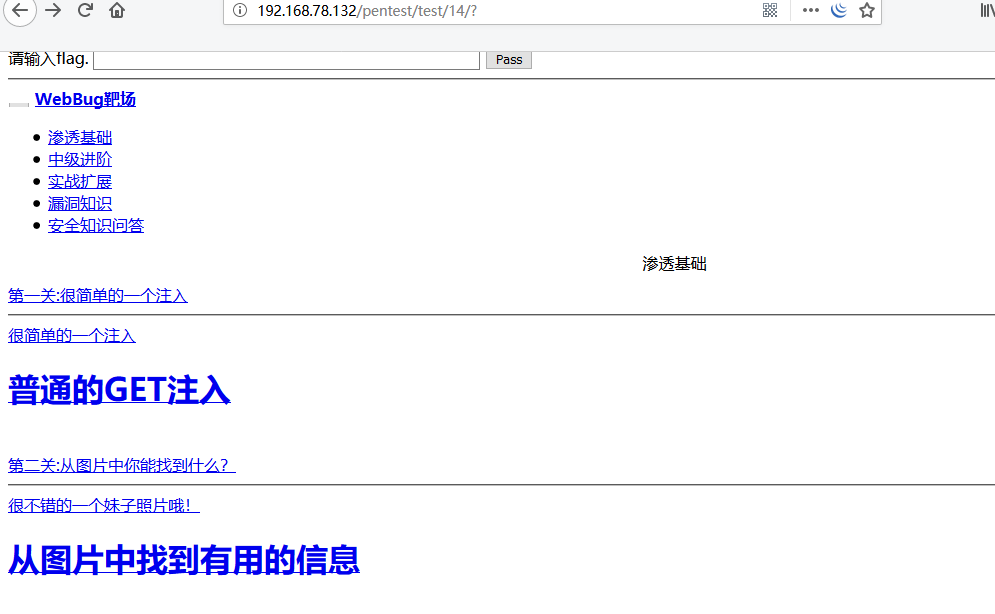 192.168.78.132/pentest/test/14/?
请输入flag. Pass
WebBug靶场
渗透基础
中级进阶
实战扩展
漏洞知识
安全知识问答
渗透基础
第一关:很简单的一个注入
很简单的一个注入
普通的GET注入
第二关:从图片中你能找到什么？
很不错的一个妹子照片哦！
从图片中找到有用的信息